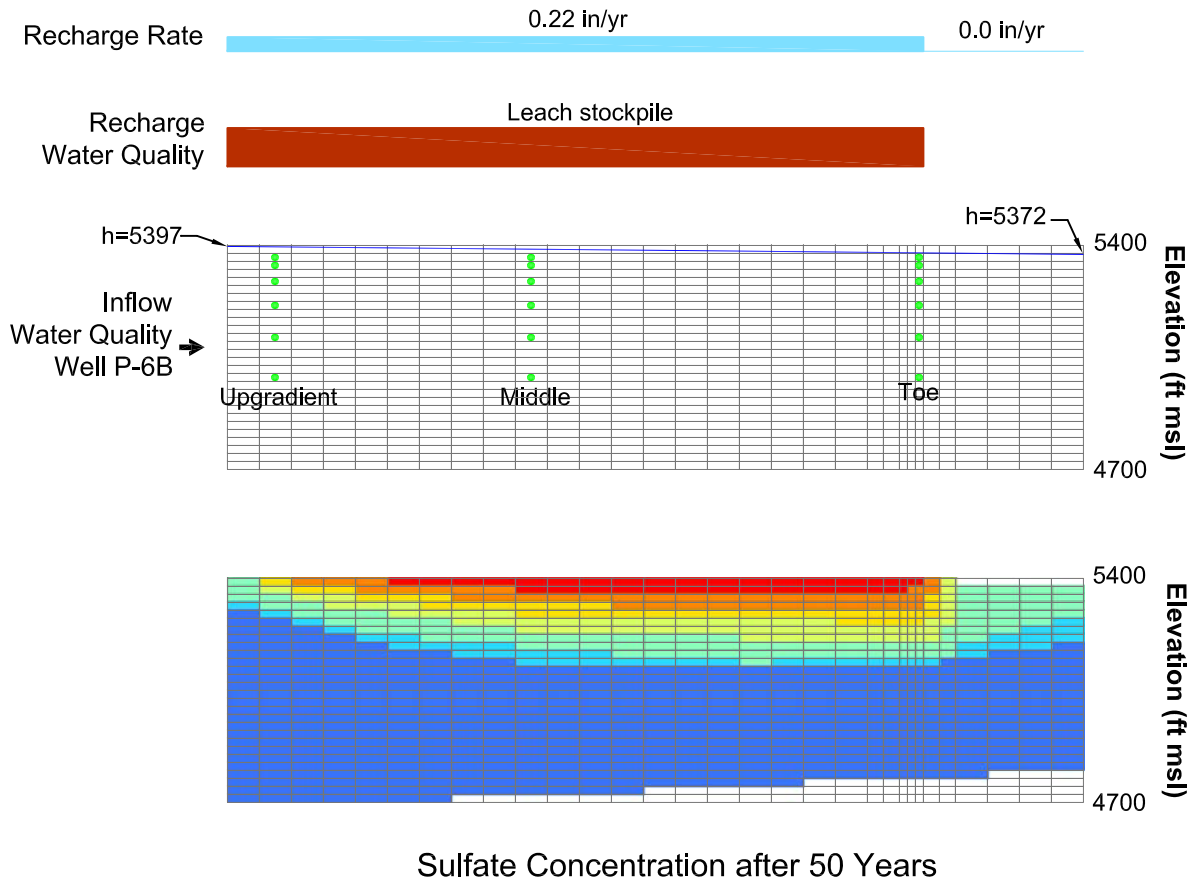 0.22 in/yr
Recharge Rate
0.0 in/yr
Leach stockpile
Recharge
Water Quality
h=5397
h=5372
5400
Inflow
Water Quality
Well P-6B
Upgradient
Middle
Toe
4700
Elevation (ft msl)
5400
4700
Elevation (ft msl)
Sulfate Concentration after 50 Years